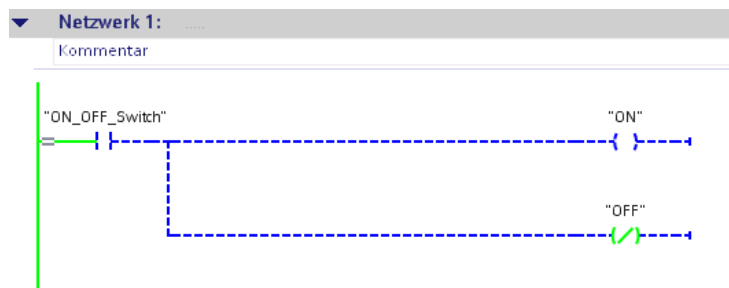 Netzwerk 1: .....
Kommentar
"ON_OFF_Switch" "ON"
"OFF"